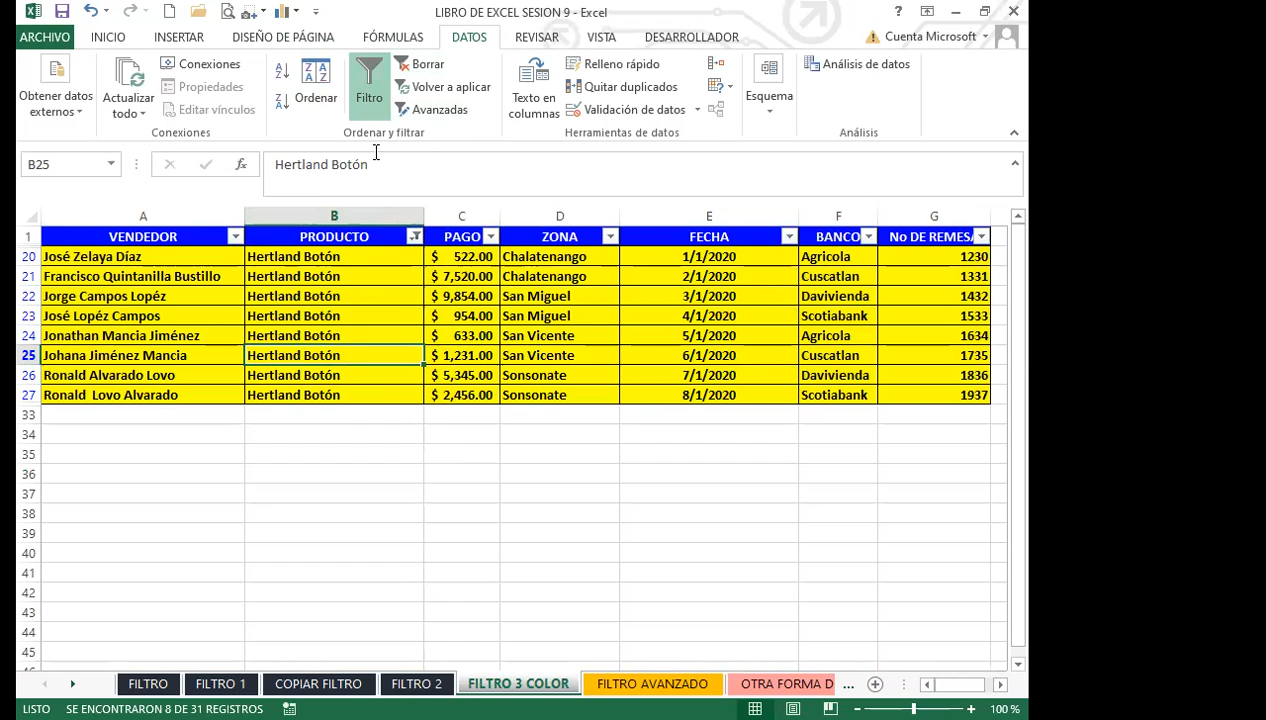 LIBRO DE EXCEL SESION 9 - Excel
ARCHIVO INICIO INSERTAR DISEÑO DE PÁGINA FÓRMULAS DATOS REVISAR VISTA DESARROLLADOR Cuenta Microsoft
Obtener datos externos
Actualizar todo
Conexiones
Propiedades
Editar vínculos
Conexiones
Ordenar
Filtro
Borrar
Volver a aplicar
Avanzadas
Ordenar y filtrar
Texto en columnas
Relleno rápido
Quitar duplicados
Validación de datos
Herramientas de datos
Esquema
Análisis de datos
Análisis
B25 fx Hertland Botón
A B C D E F G
1 VENDEDOR PRODUCTO PAGO ZONA FECHA BANCO No DE REMESA
20 José Zelaya Díaz Hertland Botón $ 522.00 Chalatenango 1/1/2020 Agricola 1230
21 Francisco Quintanilla Bustillo Hertland Botón $ 7,520.00 Chalatenango 2/1/2020 Cuscatlan 1331
22 Jorge Campos Lopéz Hertland Botón $ 9,854.00 San Miguel 3/1/2020 Davivienda 1432
23 José Lopéz Campos Hertland Botón $ 954.00 San Miguel 4/1/2020 Scotiabank 1533
24 Jonathan Mancia Jiménez Hertland Botón $ 633.00 San Vicente 5/1/2020 Agricola 1634
25 Johana Jiménez Mancia Hertland Botón $ 1,231.00 San Vicente 6/1/2020 Cuscatlan 1735
26 Ronald Alvarado Lovo Hertland Botón $ 5,345.00 Sonsonate 7/1/2020 Davivienda 1836
27 Ronald  Lovo Alvarado Hertland Botón $ 2,456.00 Sonsonate 8/1/2020 Scotiabank 1937
33
34
35
36
37
38
39
40
41
42
43
44
45
FILTRO FILTRO 1 COPIAR FILTRO FILTRO 2 FILTRO 3 COLOR FILTRO AVANZADO OTRA FORMA D ...
LISTO SE ENCONTRARON 8 DE 31 REGISTROS 100 %